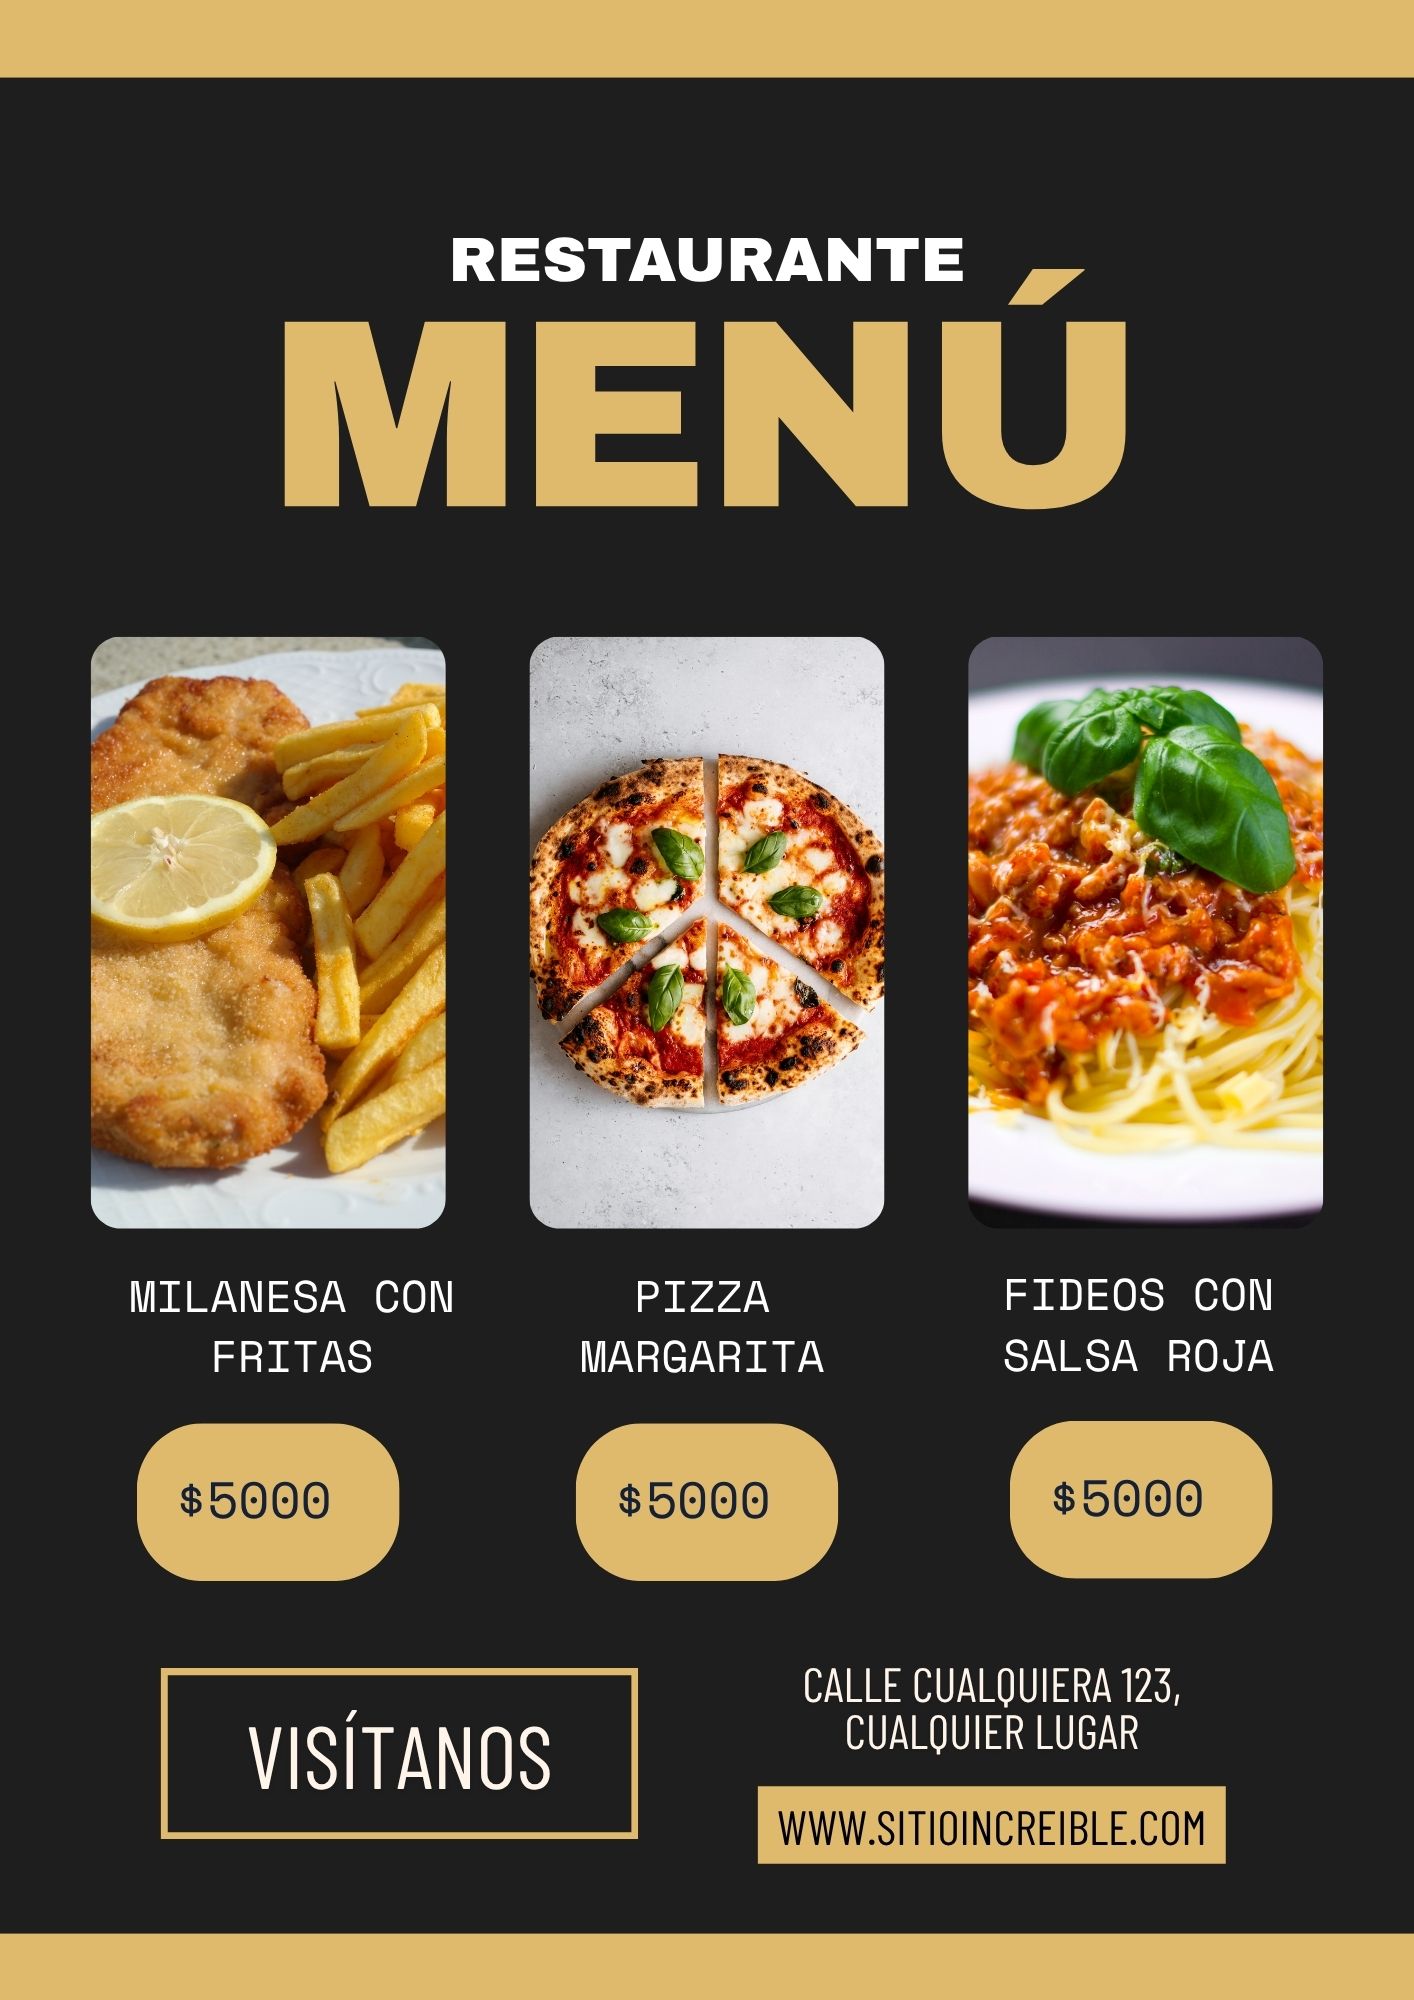 RESTAURANTE
MENÚ
MILANESA CON
FRITAS
$5000
PIZZA
MARGARITA
$5000
FIDEOS CON
SALSA ROJA
$5000
VISÍTANOS
CALLE CUALQUIERA 123,
CUALQUIER LUGAR
WWW.SITIOINCREIBLE.COM